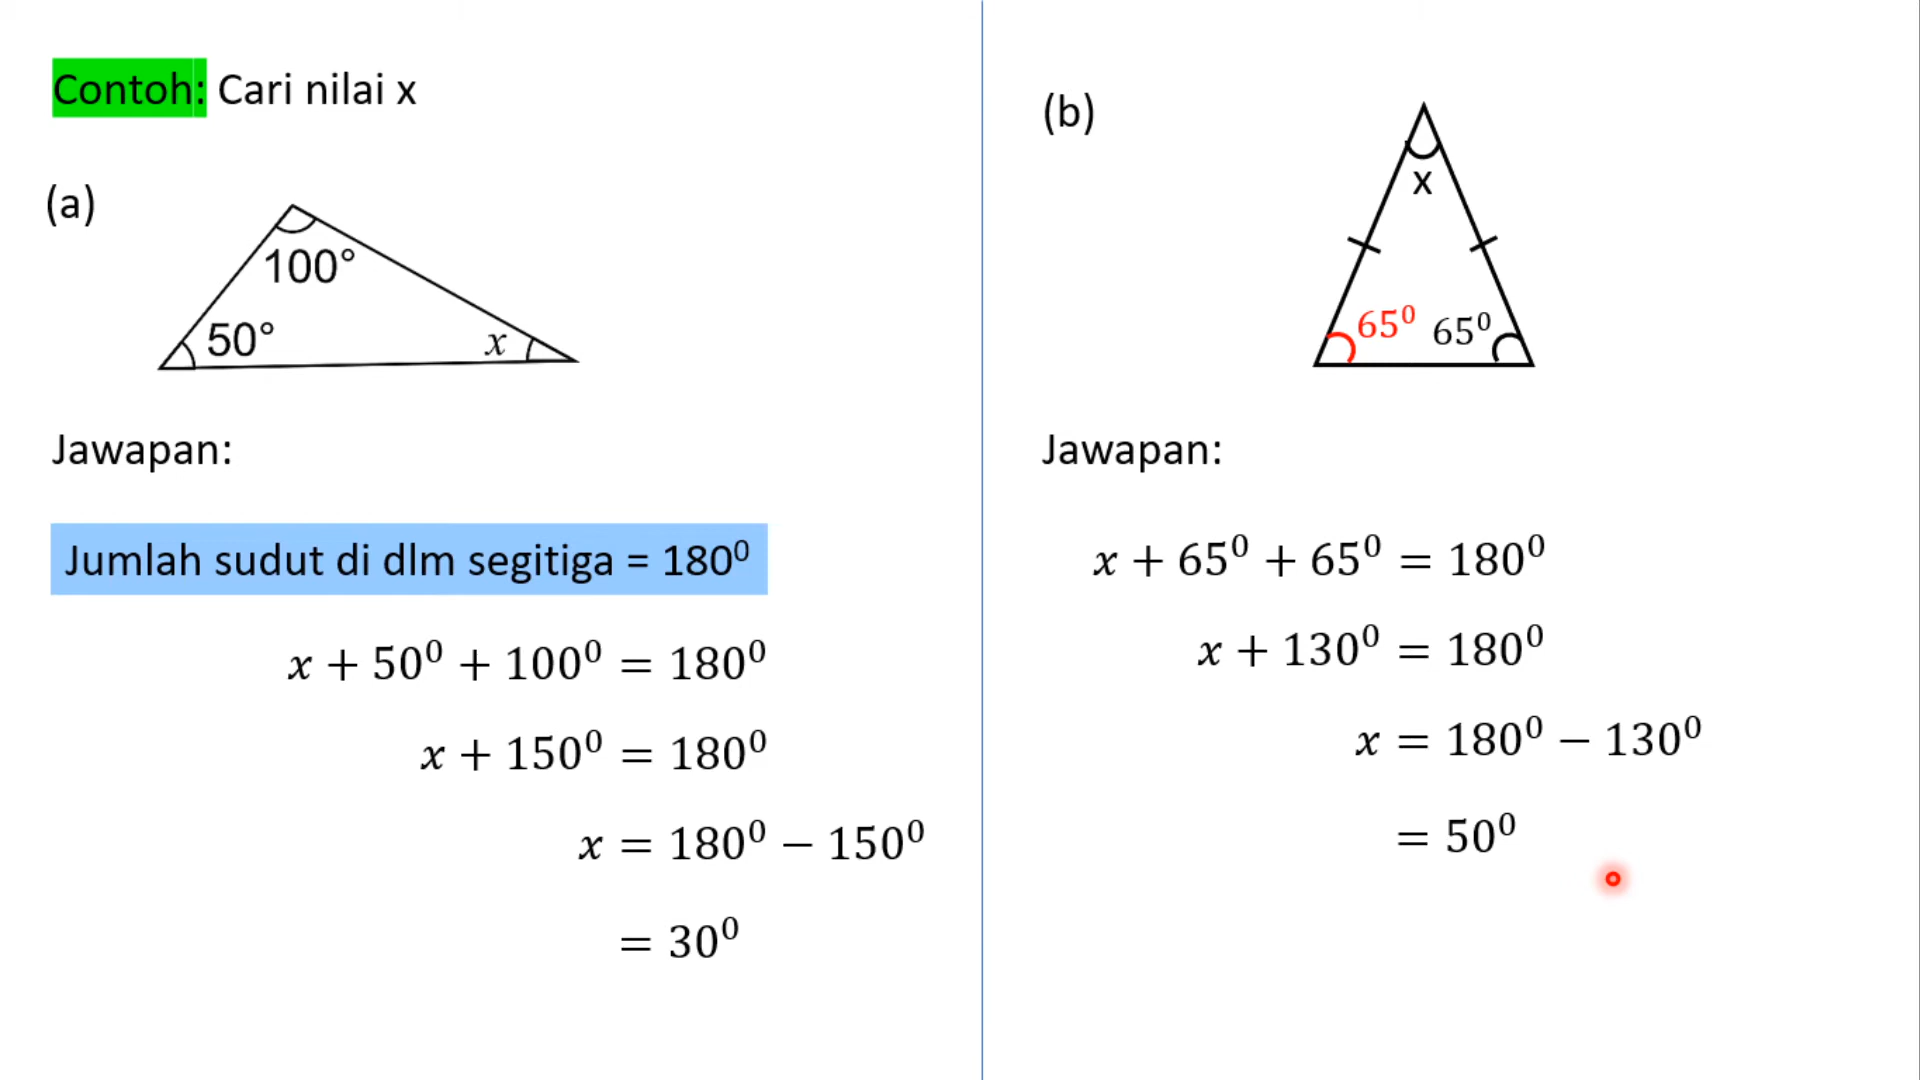 Contoh: Cari nilai x
(a)
100°
50°
x
Jawapan:
Jumlah sudut di dlm segitiga = 180⁰
x + 50⁰ + 100⁰ = 180⁰
x + 150⁰ = 180⁰
x = 180⁰ − 150⁰
= 30⁰
(b)
x
65⁰ 65⁰
Jawapan:
x + 65⁰ + 65⁰ = 180⁰
x + 130⁰ = 180⁰
x = 180⁰ − 130⁰
= 50⁰